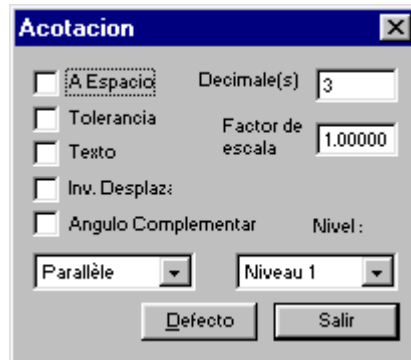 Acotacion
A Espacio
Decimale(s)
3
Tolerancia
Factor de
escala
1.00000
Texto
Inv. Desplaza
Angulo Complementar
Nivel :
Parallèle
Niveau 1
Defecto
Salir